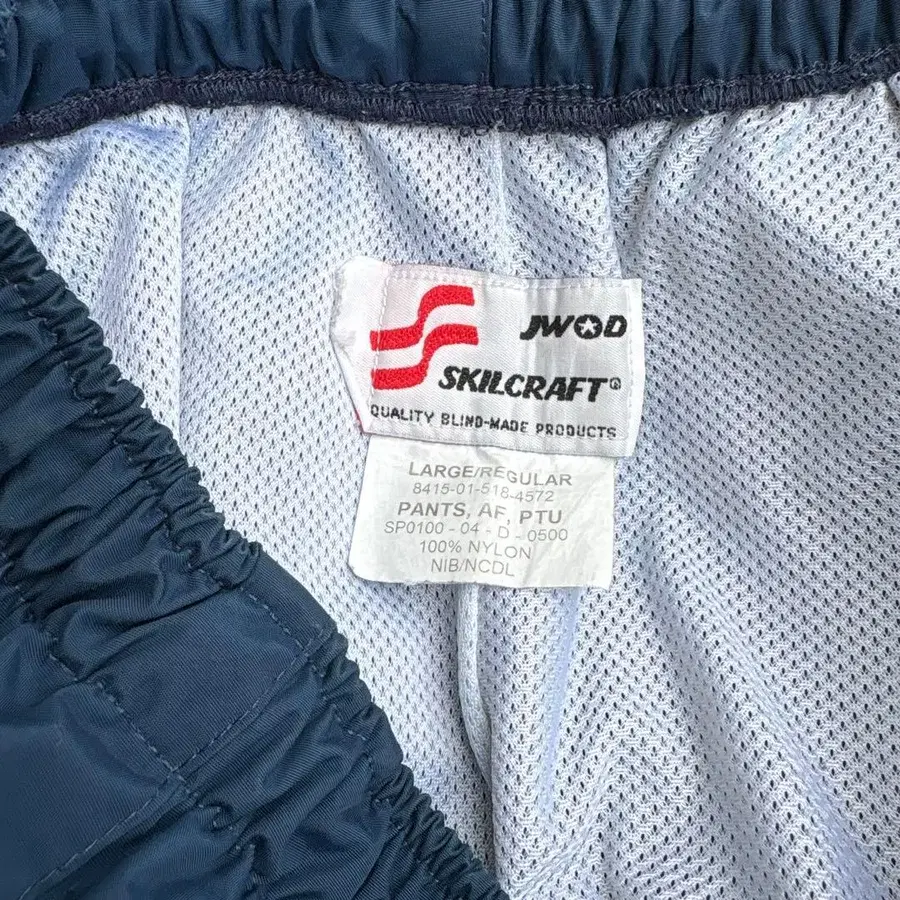 JWOD
SKILCRAFT®
QUALITY BLIND-MADE PRODUCTS
LARGE/REGULAR
8415-01-518-4572
PANTS, AF, PTU
SP0100 - 04 - D - 0500
100% NYLON
NIB/NCDL